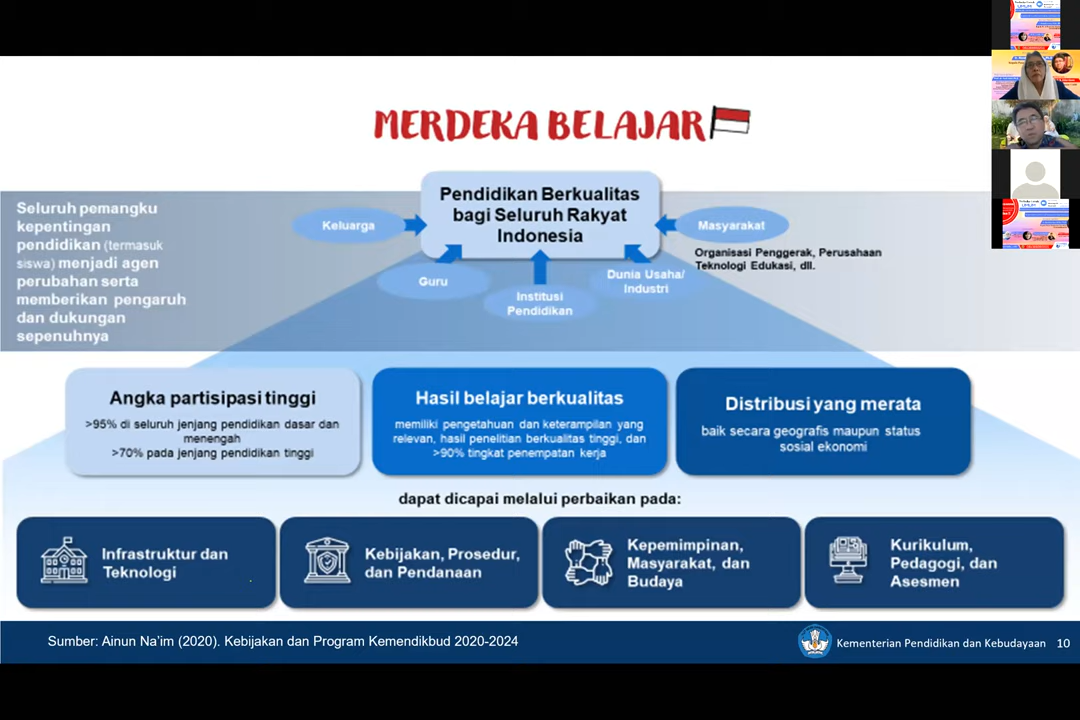 MERDEKA BELAJAR
Seluruh pemangku
kepentingan
pendidikan (termasuk
siswa) menjadi agen
perubahan serta
memberikan pengaruh
dan dukungan
sepenuhnya
Pendidikan Berkualitas
bagi Seluruh Rakyat
Indonesia
Keluarga
Guru
Institusi
Pendidikan
Dunia Usaha/
Industri
Masyarakat
Organisasi Penggerak, Perusahaan
Teknologi Edukasi, dll.
Angka partisipasi tinggi
>95% di seluruh jenjang pendidikan dasar dan
menengah
>70% pada jenjang pendidikan tinggi
Hasil belajar berkualitas
memiliki pengetahuan dan keterampilan yang
relevan, hasil penelitian berkualitas tinggi, dan
>90% tingkat penempatan kerja
Distribusi yang merata
baik secara geografis maupun status
sosial ekonomi
dapat dicapai melalui perbaikan pada:
Infrastruktur dan
Teknologi
Kebijakan, Prosedur,
dan Pendanaan
Kepemimpinan,
Masyarakat, dan
Budaya
Kurikulum,
Pedagogi, dan
Asesmen
Sumber: Ainun Na'im (2020). Kebijakan dan Program Kemendikbud 2020-2024
Kementerian Pendidikan dan Kebudayaan 10